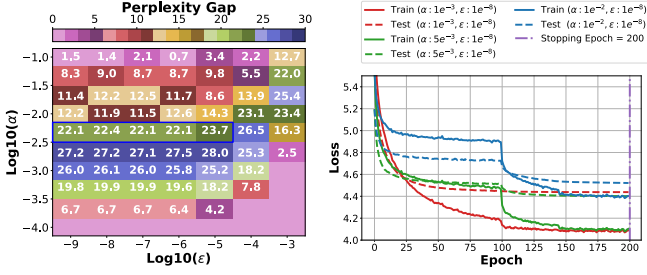 Perplexity Gap
0 5 10 15 20 25 30
Log10(α)
−1.0
−1.5
−2.0
−2.5
−3.0
−3.5
−4.0
1.5 1.4 2.1 0.7 3.4 2.2 12.7
8.3 9.0 8.7 8.7 9.8 5.5 22.0
11.4 12.2 12.5 11.7 8.6 13.9 25.4
12.2 11.9 11.5 12.6 14.3 23.1 23.4
22.1 22.4 22.1 22.1 23.7 26.5 16.3
27.2 27.2 27.1 27.5 28.0 25.3 2.5
26.0 26.1 26.0 26.0 25.8 25.2 18.2
19.8 19.9 19.9 19.6 18.2 7.8
6.7 6.7 6.7 6.4 4.2
−9 −8 −7 −6 −5 −4 −3
Log10(ε)
Train (α : 1e⁻³, ε : 1e⁻⁸)
Test (α : 1e⁻³, ε : 1e⁻⁸)
Train (α : 5e⁻³, ε : 1e⁻⁸)
Test (α : 5e⁻³, ε : 1e⁻⁸)
Train (α : 1e⁻², ε : 1e⁻⁸)
Test (α : 1e⁻², ε : 1e⁻⁸)
Stopping Epoch = 200
Loss
5.4
5.2
5.0
4.8
4.6
4.4
4.2
4.0
0 25 50 75 100 125 150 175 200
Epoch